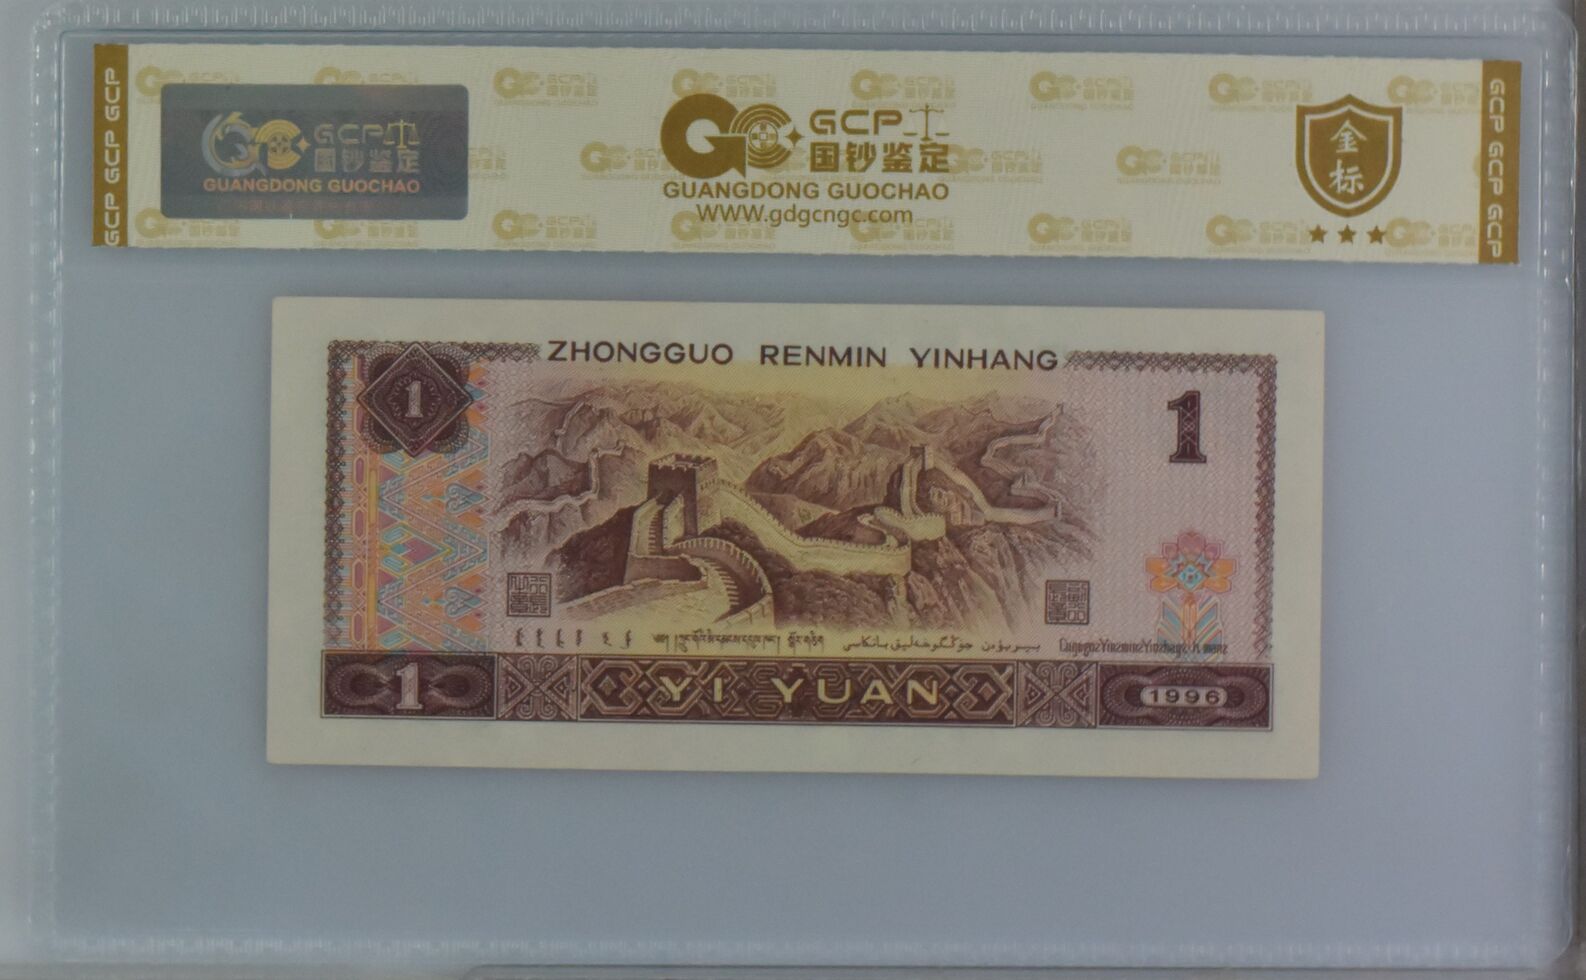 GCP GCP GCP
GCP
国钞鉴定
GUANGDONG GUOCHAO
GCP
国钞鉴定
GUANGDONG GUOCHAO
WWW.gdgcngc.com
金标
GCP GCP GCP
ZHONGGUO RENMIN YINHANG
1
1
1
YI YUAN
1996